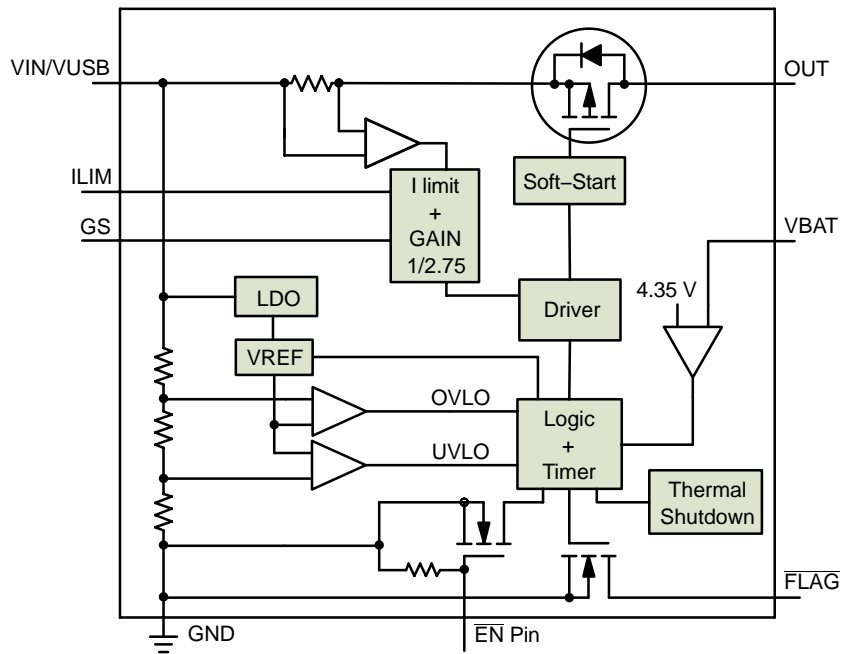 VIN/VUSB
OUT
ILIM
I limit
+
GAIN
1/2.75
Soft–Start
GS
VBAT
LDO
Driver
4.35 V
VREF
OVLO
Logic
+
Timer
UVLO
Thermal
Shutdown
FLAG
GND
EN Pin